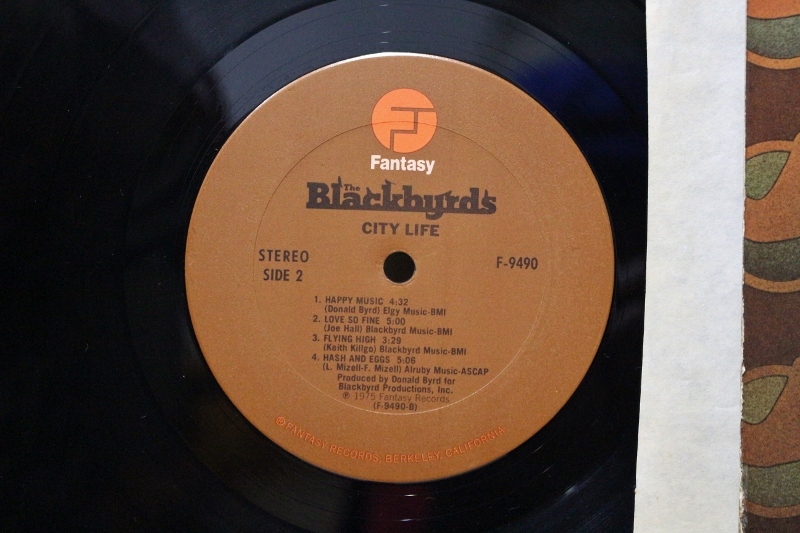 Fantasy
The Blackbyrds
CITY LIFE
STEREO
SIDE 2
F-9490
1. HAPPY MUSIC 4:32
(Donald Byrd) Elgy Music-BMI
2. LOVE SO FINE 5:00
(Joe Hall) Blackbyrd Music-BMI
3. FLYING HIGH 3:29
(Keith Killgo) Blackbyrd Music-BMI
4. HASH AND EGGS 5:06
(L. Mizell-F. Mizell) Alruby Music-ASCAP
Produced by Donald Byrd for
Blackbyrd Productions, Inc.
℗ 1975 Fantasy Records
(F-9490-B)
℗ FANTASY RECORDS, BERKELEY, CALIFORNIA